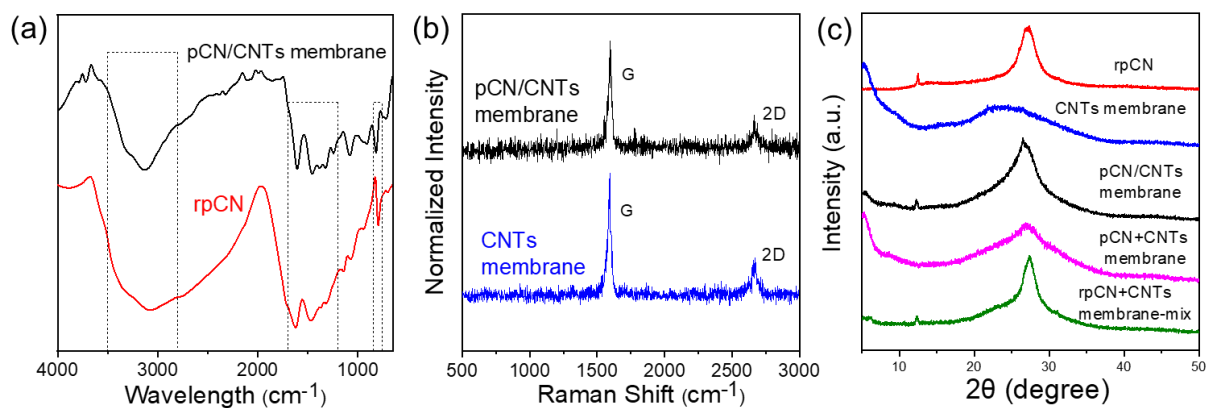 (a)
pCN/CNTs membrane
rpCN
4000
3000
2000
1000
Wavelength (cm⁻¹)
(b)
Normalized Intensity
pCN/CNTs
membrane
G
2D
CNTs
membrane
G
2D
500
1000
1500
2000
2500
3000
Raman Shift (cm⁻¹)
(c)
Intensity (a.u.)
rpCN
CNTs membrane
pCN/CNTs
membrane
pCN+CNTs
membrane
rpCN+CNTs
membrane-mix
10
20
30
40
50
2θ (degree)